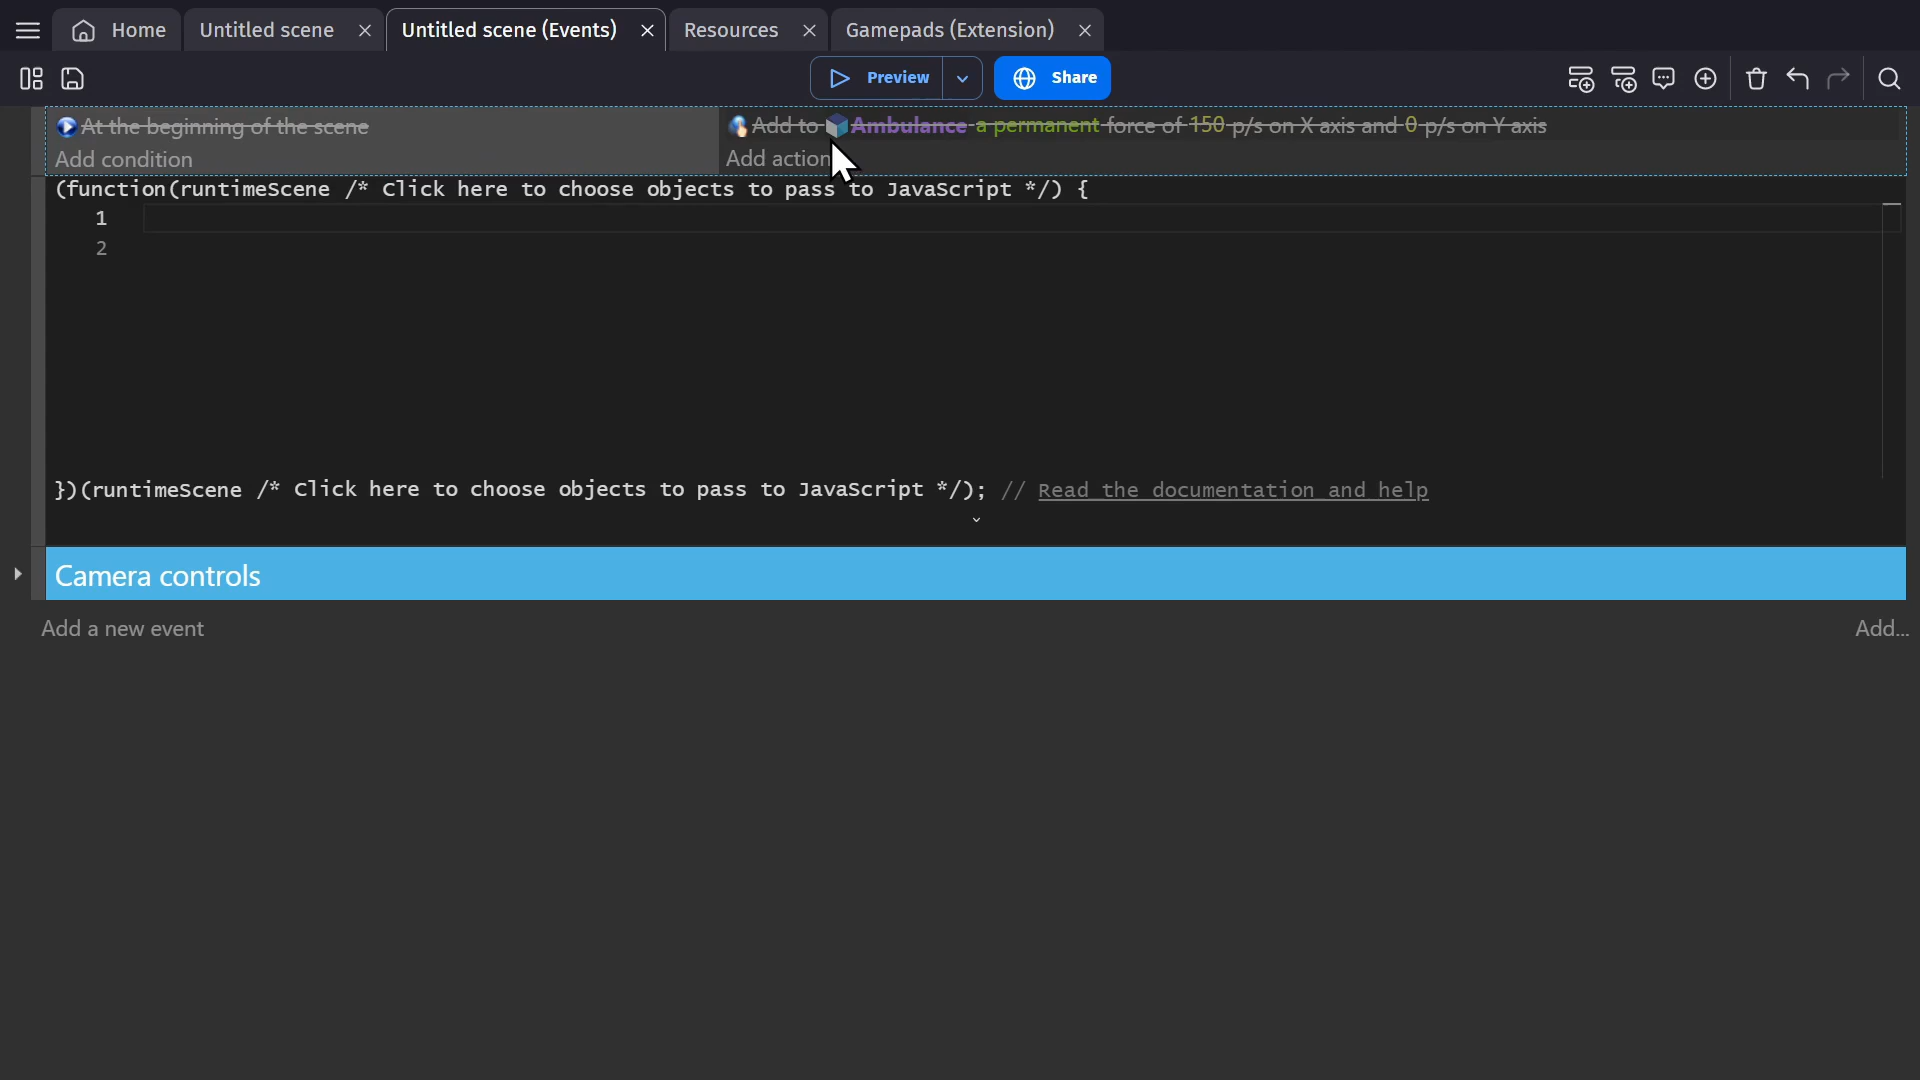 Home
Untitled scene
Untitled scene (Events)
Resources
Gamepads (Extension)
Preview
Share
At the beginning of the scene
Add to Ambulance a permanent force of 150 p/s on X axis and 0 p/s on Y axis
Add condition
Add action
(function(runtimeScene /* Click here to choose objects to pass to JavaScript */) {
1
2
})(runtimeScene /* Click here to choose objects to pass to JavaScript */); // Read the documentation and help
Camera controls
Add a new event
Add...